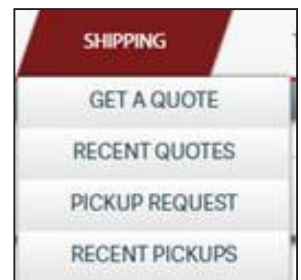 SHIPPING
GET A QUOTE
RECENT QUOTES
PICKUP REQUEST
RECENT PICKUPS